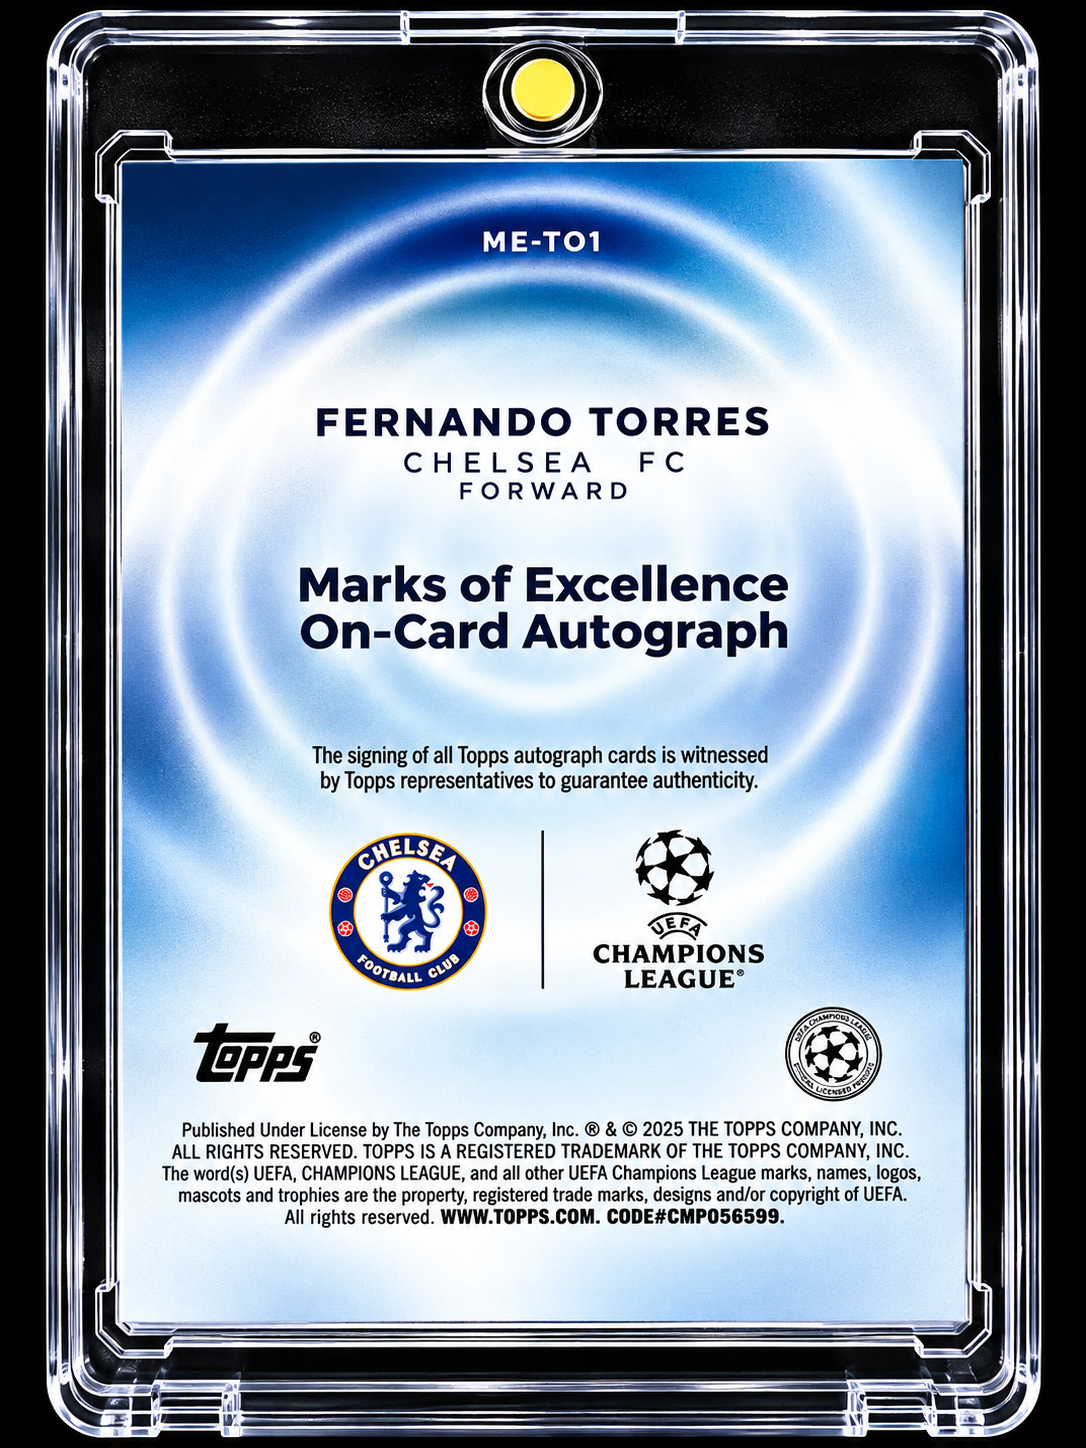 ME-TO1
FERNANDO TORRES
CHELSEA FC
FORWARD
Marks of Excellence
On-Card Autograph
The signing of all Topps autograph cards is witnessed
by Topps representatives to guarantee authenticity.
CHELSEA
FOOTBALL CLUB
UEFA
CHAMPIONS
LEAGUE®
topps®
UEFA CHAMPIONS LEAGUE
Published Under License by The Topps Company, Inc. ® & © 2025 THE TOPPS COMPANY, INC.
ALL RIGHTS RESERVED. TOPPS IS A REGISTERED TRADEMARK OF THE TOPPS COMPANY, INC.
The word(s) UEFA, CHAMPIONS LEAGUE, and all other UEFA Champions League marks, names, logos,
mascots and trophies are the property, registered trade marks, designs and/or copyright of UEFA.
All rights reserved. WWW.TOPPS.COM. CODE#CMP056599.